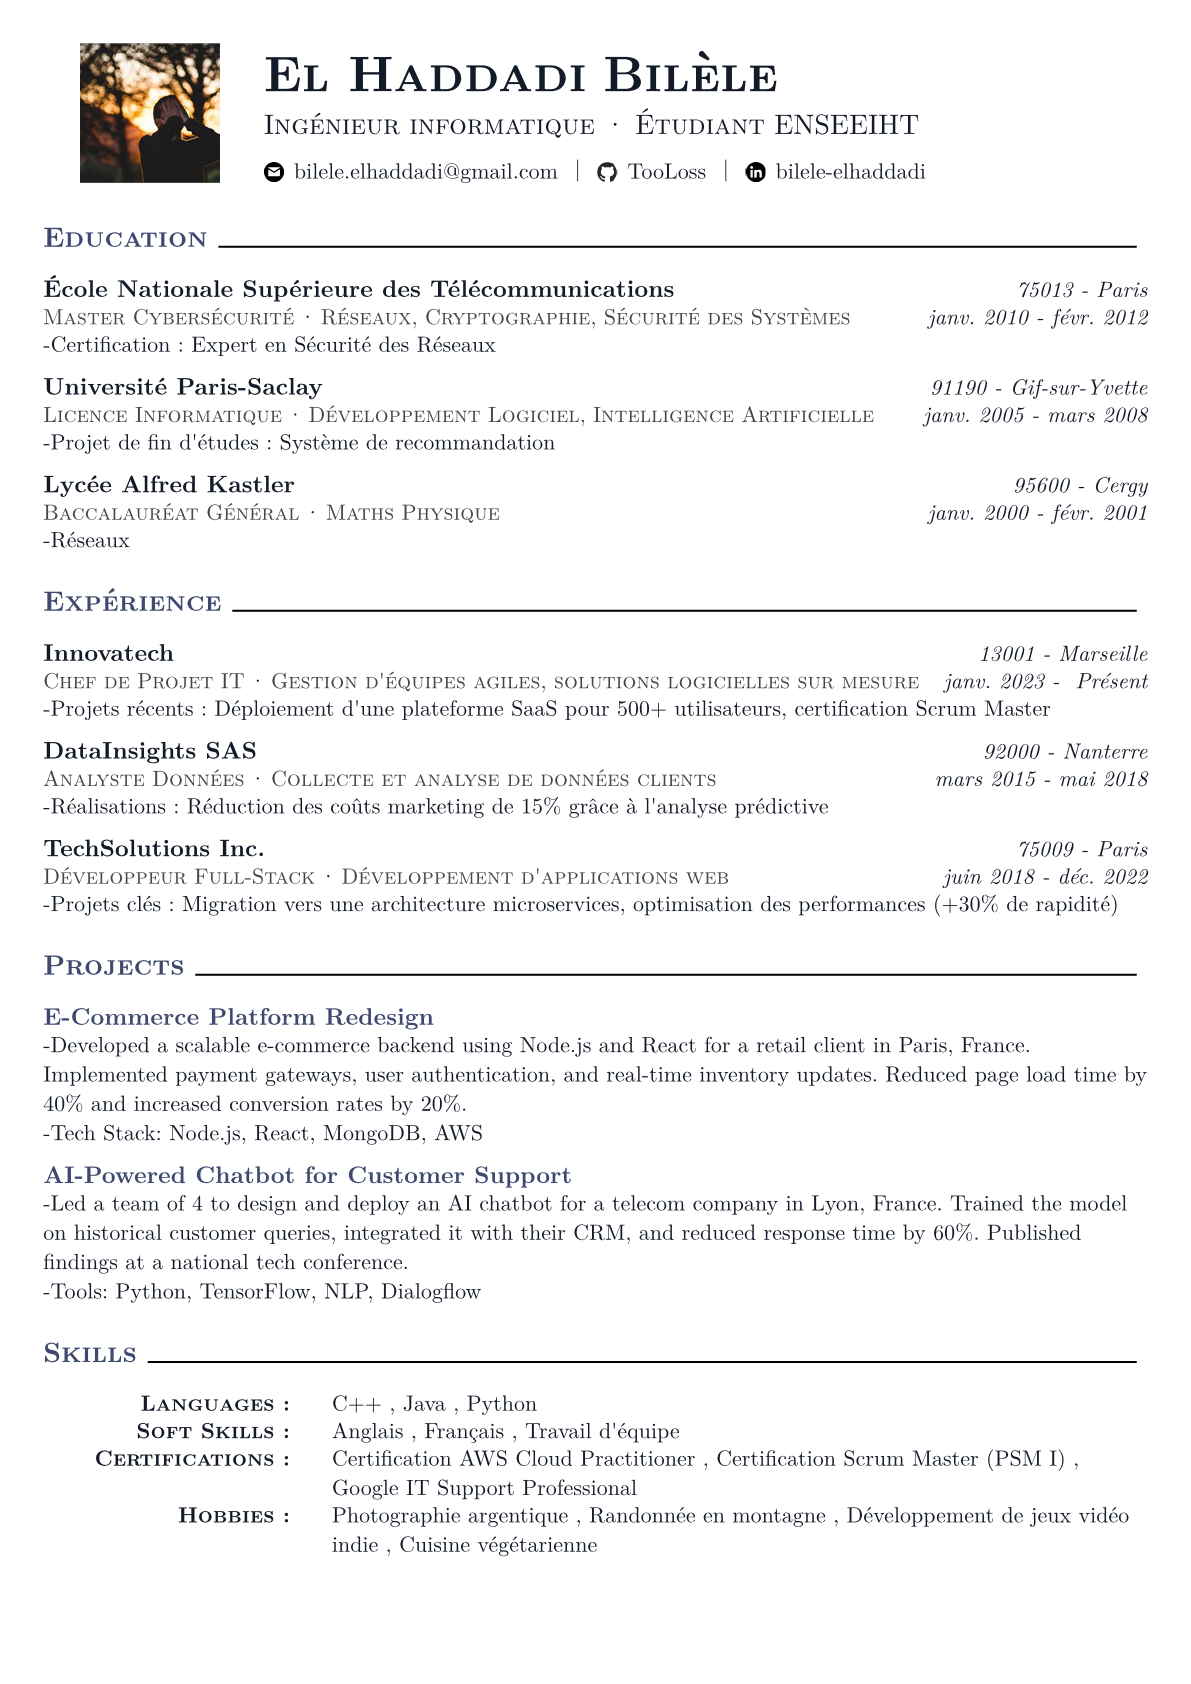 El Haddadi Bilèle
Ingénieur informatique · Étudiant ENSEEIHT
bilele.elhaddadi@gmail.com | TooLoss | bilele-elhaddadi
Education
École Nationale Supérieure des Télécommunications 75013 - Paris
Master Cybersécurité · Réseaux, Cryptographie, Sécurité des Systèmes janv. 2010 - févr. 2012
-Certification : Expert en Sécurité des Réseaux
Université Paris-Saclay 91190 - Gif-sur-Yvette
Licence Informatique · Développement Logiciel, Intelligence Artificielle janv. 2005 - mars 2008
-Projet de fin d'études : Système de recommandation
Lycée Alfred Kastler 95600 - Cergy
Baccalauréat Général · Maths Physique janv. 2000 - févr. 2001
-Réseaux
Expérience
Innovatech 13001 - Marseille
Chef de Projet IT · Gestion d'équipes agiles, solutions logicielles sur mesure janv. 2023 - Présent
-Projets récents : Déploiement d'une plateforme SaaS pour 500+ utilisateurs, certification Scrum Master
DataInsights SAS 92000 - Nanterre
Analyste Données · Collecte et analyse de données clients mars 2015 - mai 2018
-Réalisations : Réduction des coûts marketing de 15% grâce à l'analyse prédictive
TechSolutions Inc. 75009 - Paris
Développeur Full-Stack · Développement d'applications web juin 2018 - déc. 2022
-Projets clés : Migration vers une architecture microservices, optimisation des performances (+30% de rapidité)
Projects
E-Commerce Platform Redesign
-Developed a scalable e-commerce backend using Node.js and React for a retail client in Paris, France.
Implemented payment gateways, user authentication, and real-time inventory updates. Reduced page load time by
40% and increased conversion rates by 20%.
-Tech Stack: Node.js, React, MongoDB, AWS
AI-Powered Chatbot for Customer Support
-Led a team of 4 to design and deploy an AI chatbot for a telecom company in Lyon, France. Trained the model
on historical customer queries, integrated it with their CRM, and reduced response time by 60%. Published
findings at a national tech conference.
-Tools: Python, TensorFlow, NLP, Dialogflow
Skills
Languages : C++ , Java , Python
Soft Skills : Anglais , Français , Travail d'équipe
Certifications : Certification AWS Cloud Practitioner , Certification Scrum Master (PSM I) ,
Google IT Support Professional
Hobbies : Photographie argentique , Randonnée en montagne , Développement de jeux vidéo
indie , Cuisine végétarienne